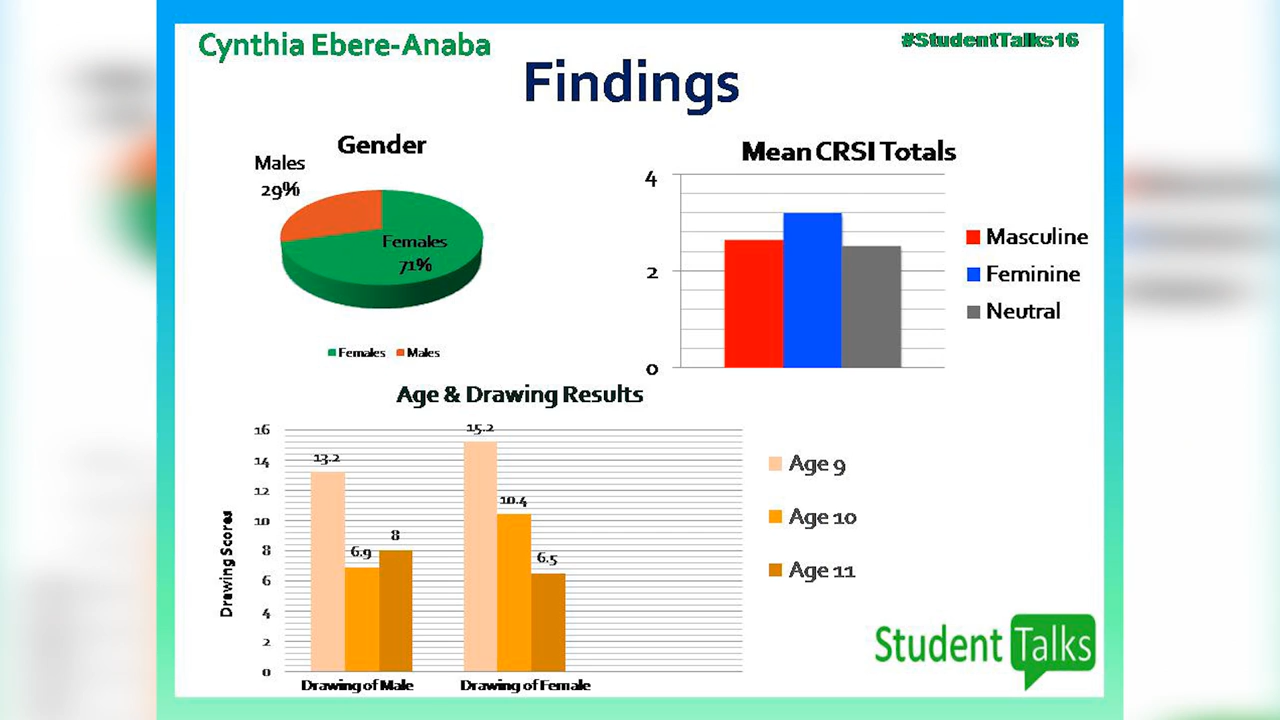 Cynthia Ebere-Anaba
#StudentTalks16
Findings
Gender
Males
29%
Females
71%
Females Males
Mean CRSI Totals
4
2
0
Masculine
Feminine
Neutral
Age & Drawing Results
Drawing Scores
16
14
12
10
8
6
4
2
0
13.2
6.9
8
15.2
10.4
6.5
Drawing of Male
Drawing of Female
Age 9
Age 10
Age 11
Student Talks